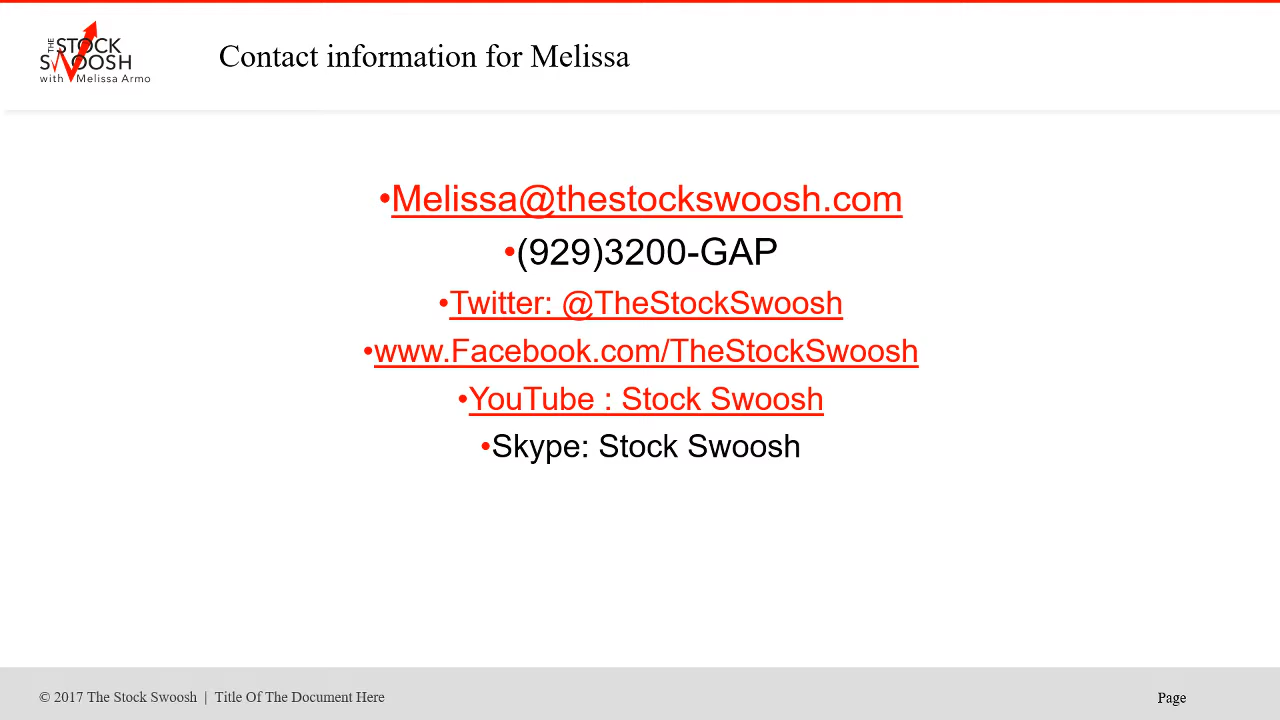 THE STOCK
SWOOSH
with Melissa Armo
Contact information for Melissa
•Melissa@thestockswoosh.com
•(929)3200-GAP
•Twitter: @TheStockSwoosh
•www.Facebook.com/TheStockSwoosh
•YouTube : Stock Swoosh
•Skype: Stock Swoosh
© 2017 The Stock Swoosh | Title Of The Document Here
Page